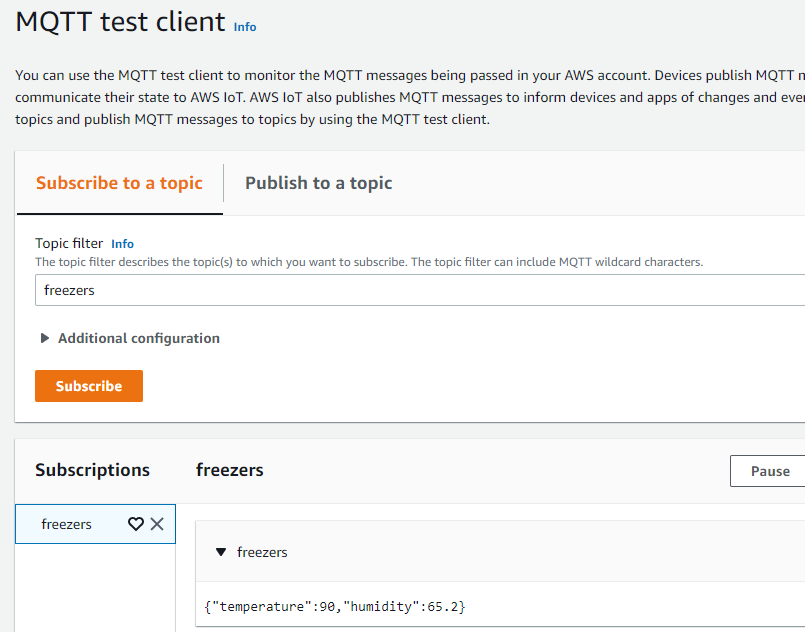 MQTT test client Info
You can use the MQTT test client to monitor the MQTT messages being passed in your AWS account. Devices publish MQTT
communicate their state to AWS IoT. AWS IoT also publishes MQTT messages to inform devices and apps of changes and
topics and publish MQTT messages to topics by using the MQTT test client.
Subscribe to a topic
Publish to a topic
Topic filter Info
The topic filter describes the topic(s) to which you want to subscribe. The topic filter can include MQTT wildcard characters.
freezers
Additional configuration
Subscribe
Subscriptions
freezers
Pause
freezers
freezers
{"temperature":90,"humidity":65.2}